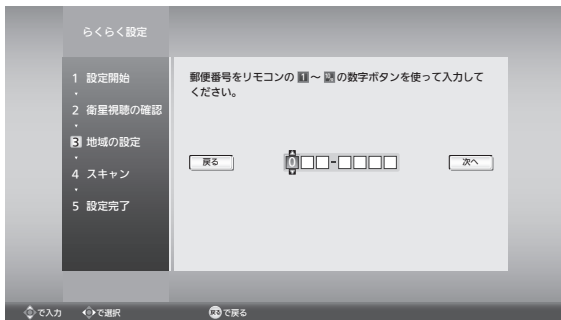 らくらく設定
1 設定開始
2 衛星視聴の確認
3 地域の設定
4 スキャン
5 設定完了
郵便番号をリモコンの 1 ～ 10 の数字ボタンを使って入力して
ください。
戻る
0□□-□□□□
次へ
で入力 で選択 戻る で戻る